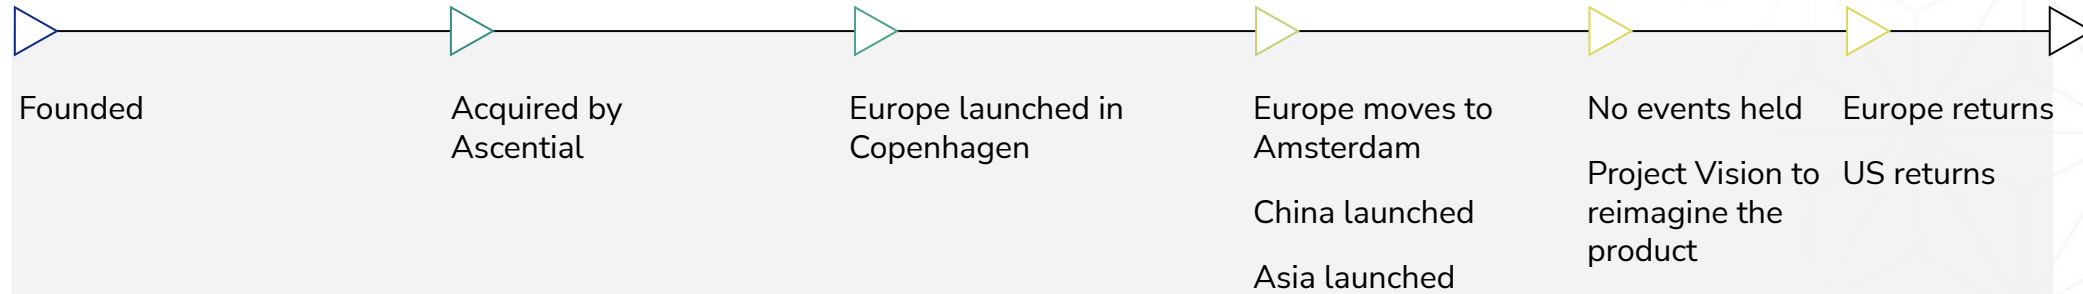 Founded
Acquired by
Ascential
Europe launched in
Copenhagen
Europe moves to
Amsterdam
China launched
Asia launched
No events held
Project Vision to
reimagine the
product
Europe returns
US returns